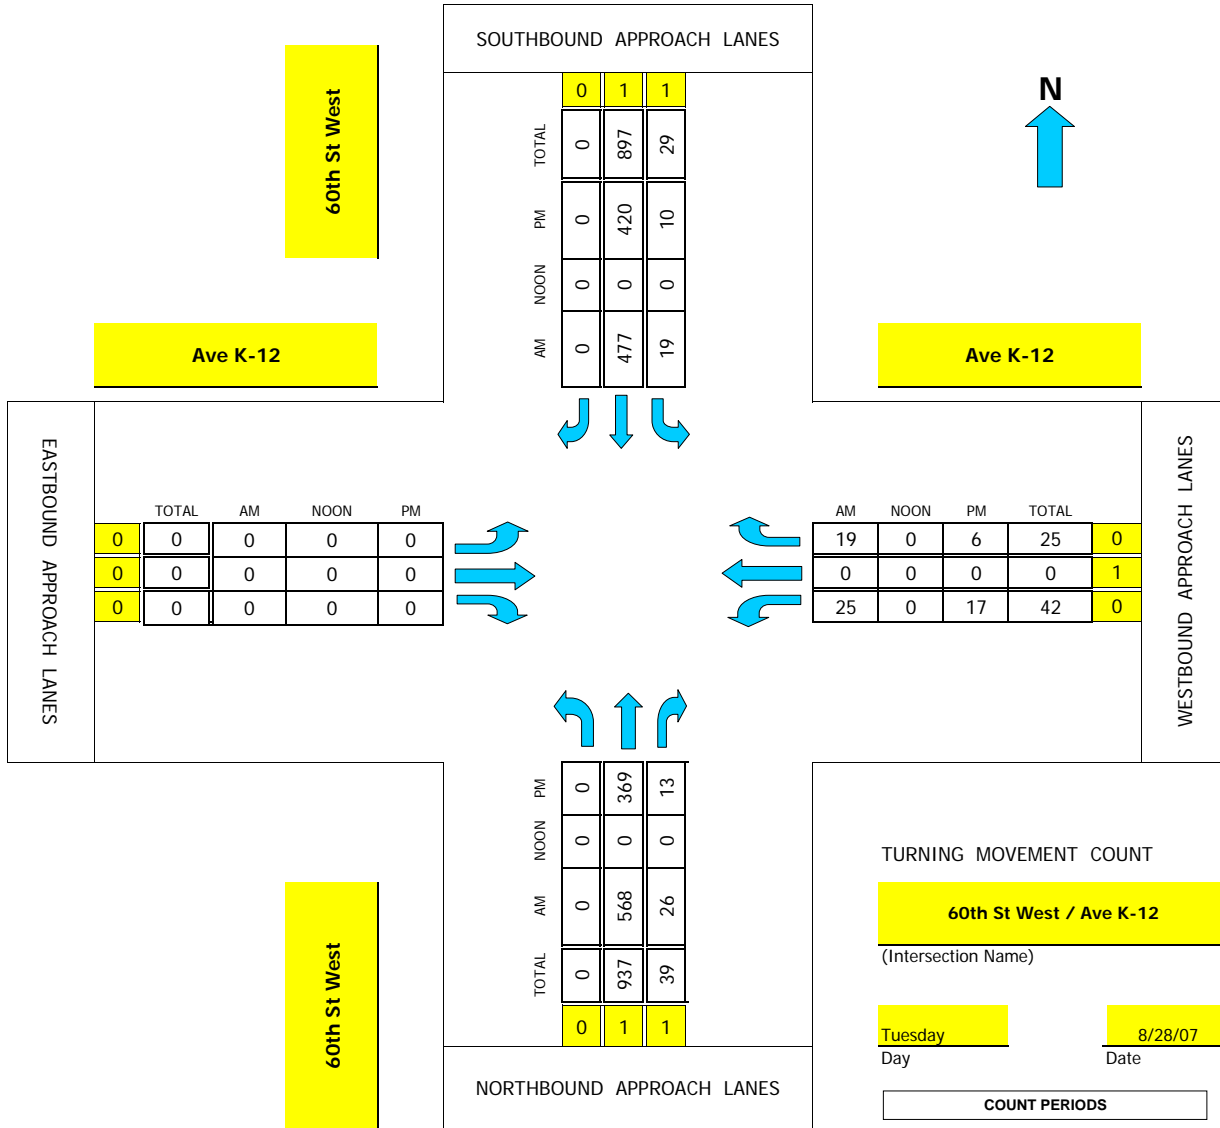 SOUTHBOUND APPROACH LANES
0 1 1
TOTAL 0 897 29
PM 0 420 10
NOON 0 0 0
AM 0 477 19
60th St West
N
Ave K-12
Ave K-12
EASTBOUND APPROACH LANES
TOTAL AM NOON PM
0 0 0 0 0
0 0 0 0 0
0 0 0 0 0
AM NOON PM TOTAL
19 0 6 25 0
0 0 0 0 1
25 0 17 42 0
WESTBOUND APPROACH LANES
PM 0 369 13
NOON 0 0 0
AM 0 568 26
TOTAL 0 937 39
0 1 1
NORTHBOUND APPROACH LANES
60th St West
TURNING MOVEMENT COUNT
60th St West / Ave K-12
(Intersection Name)
Tuesday 8/28/07
Day Date
COUNT PERIODS